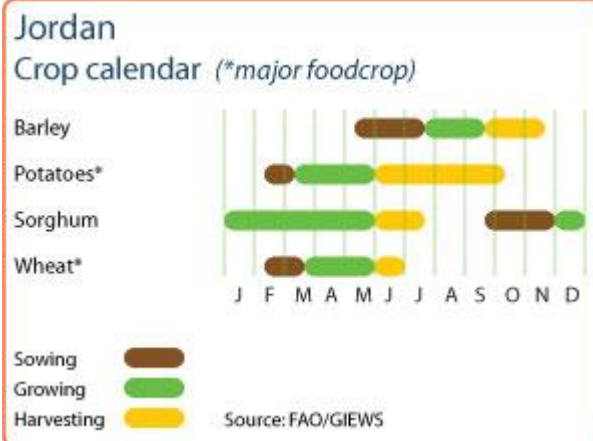 Jordan
Crop calendar (*major foodcrop)
Barley
Potatoes*
Sorghum
Wheat*
J F M A M J J A S O N D
Sowing
Growing
Harvesting
Source: FAO/GIEWS